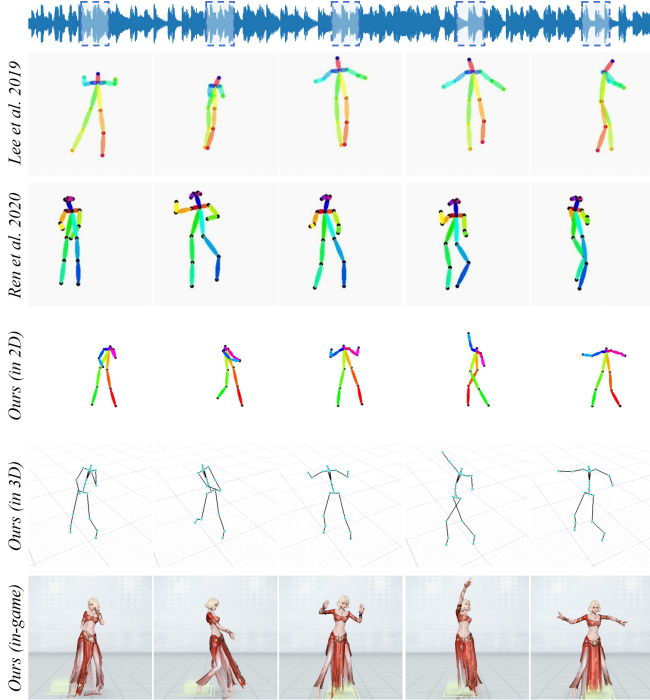 Lee et al. 2019
Ren et al. 2020
Ours (in 2D)
Ours (in 3D)
Ours (in-game)